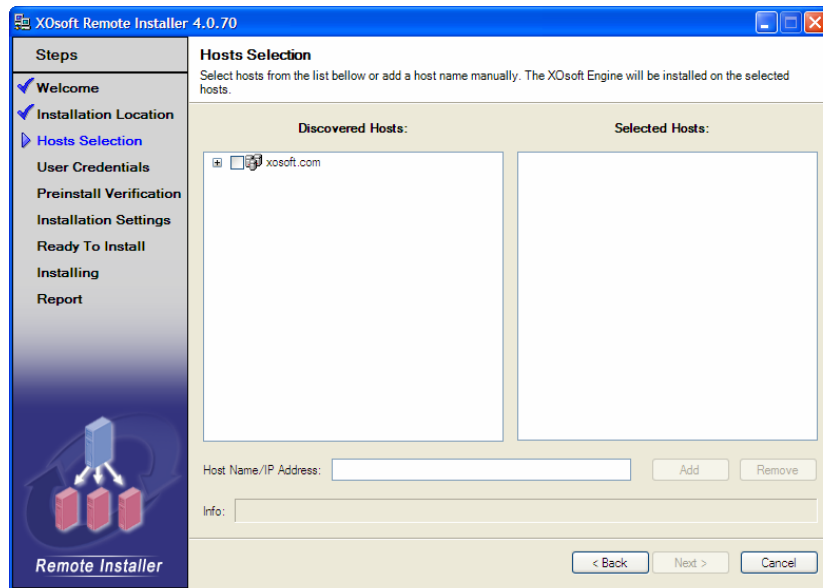 XOsoft Remote Installer 4.0.70
Steps
Welcome
Installation Location
Hosts Selection
User Credentials
Preinstall Verification
Installation Settings
Ready To Install
Installing
Report
Remote Installer
Hosts Selection
Select hosts from the list bellow or add a host name manually. The XOsoft Engine will be installed on the selected
hosts.
Discovered Hosts:
Selected Hosts:
xosoft.com
Host Name/IP Address:
Add
Remove
Info:
< Back
Next >
Cancel